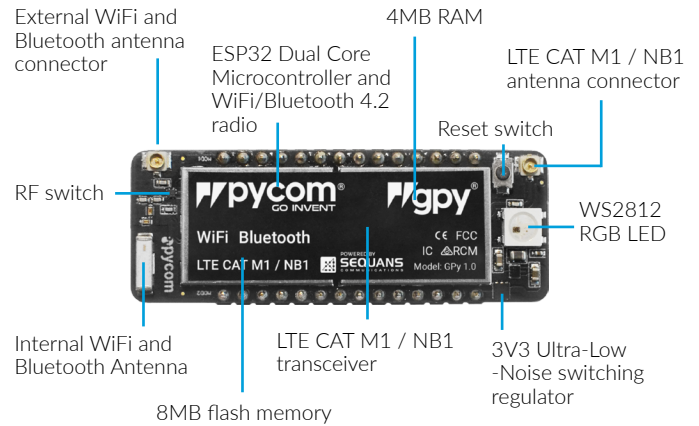 External WiFi and
Bluetooth antenna
connector
ESP32 Dual Core
Microcontroller and
WiFi/Bluetooth 4.2
radio
4MB RAM
LTE CAT M1 / NB1
antenna connector
Reset switch
RF switch
WS2812
RGB LED
pycom®
GO INVENT
gpy®
WiFi Bluetooth
LTE CAT M1 / NB1
POWERED BY
SEQUANS
COMMUNICATIONS
CE FCC
IC RCM
Model: GPy 1.0
pycom
Internal WiFi and
Bluetooth Antenna
LTE CAT M1 / NB1
transceiver
3V3 Ultra-Low
-Noise switching
regulator
8MB flash memory